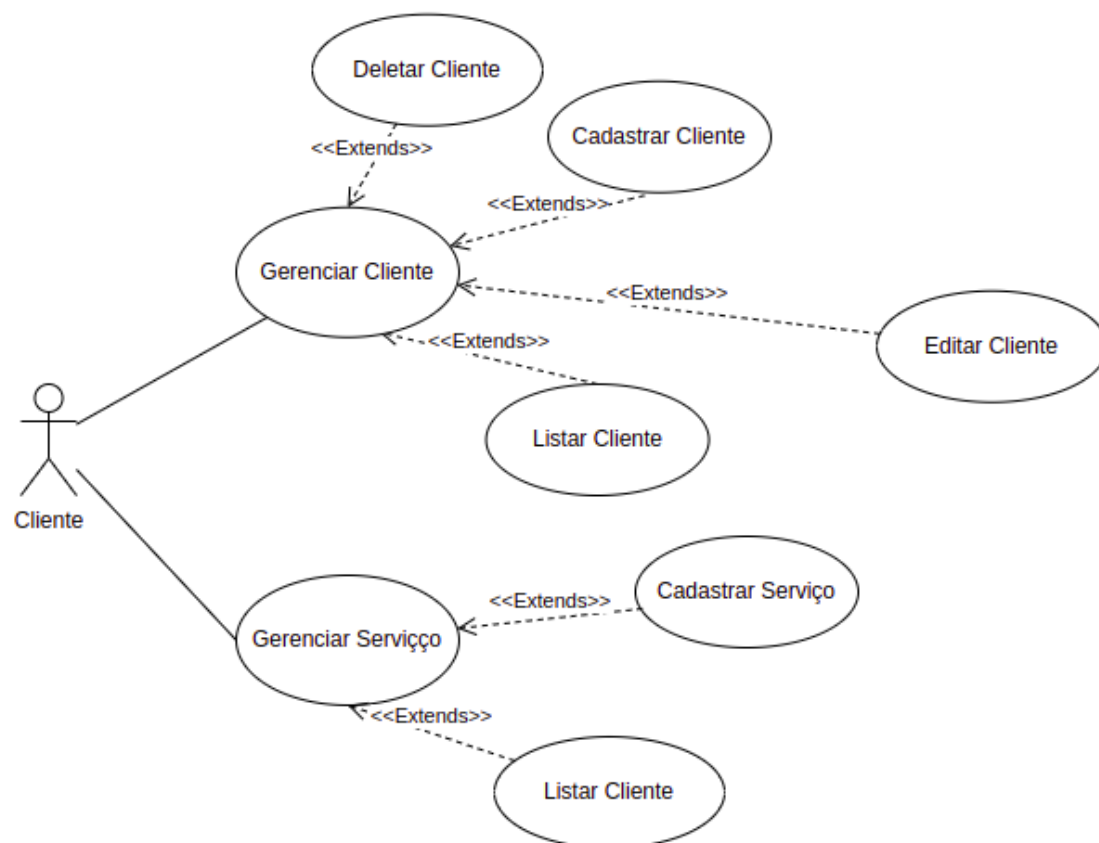 Deletar Cliente
<<Extends>>
Cadastrar Cliente
<<Extends>>
Gerenciar Cliente
<<Extends>>
Editar Cliente
<<Extends>>
Listar Cliente
Cliente
Cadastrar Serviço
<<Extends>>
Gerenciar Serviçço
<<Extends>>
Listar Cliente